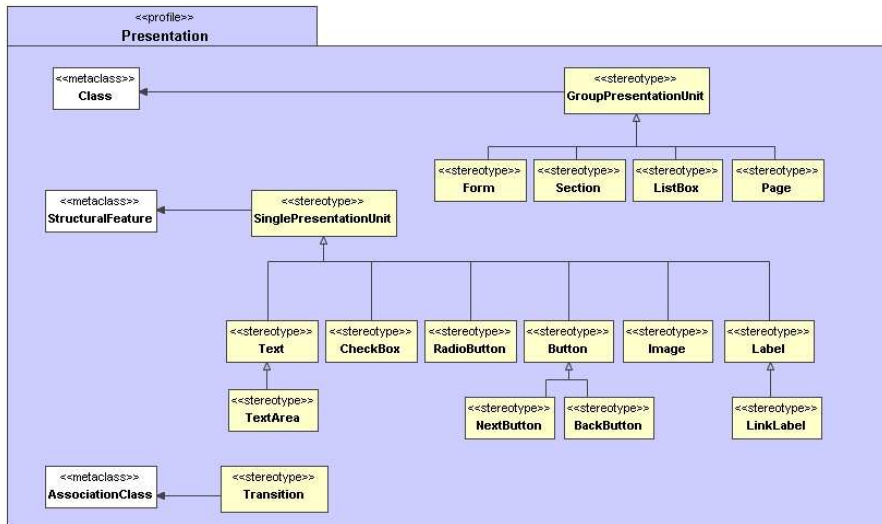 <<profile>>
Presentation
<<metaclass>>
Class
<<stereotype>>
GroupPresentationUnit
<<stereotype>>
Form
<<stereotype>>
Section
<<stereotype>>
ListBox
<<stereotype>>
Page
<<metaclass>>
StructuralFeature
<<stereotype>>
SinglePresentationUnit
<<stereotype>>
Text
<<stereotype>>
CheckBox
<<stereotype>>
RadioButton
<<stereotype>>
Button
<<stereotype>>
Image
<<stereotype>>
Label
<<stereotype>>
TextArea
<<stereotype>>
NextButton
<<stereotype>>
BackButton
<<stereotype>>
LinkLabel
<<metaclass>>
AssociationClass
<<stereotype>>
Transition